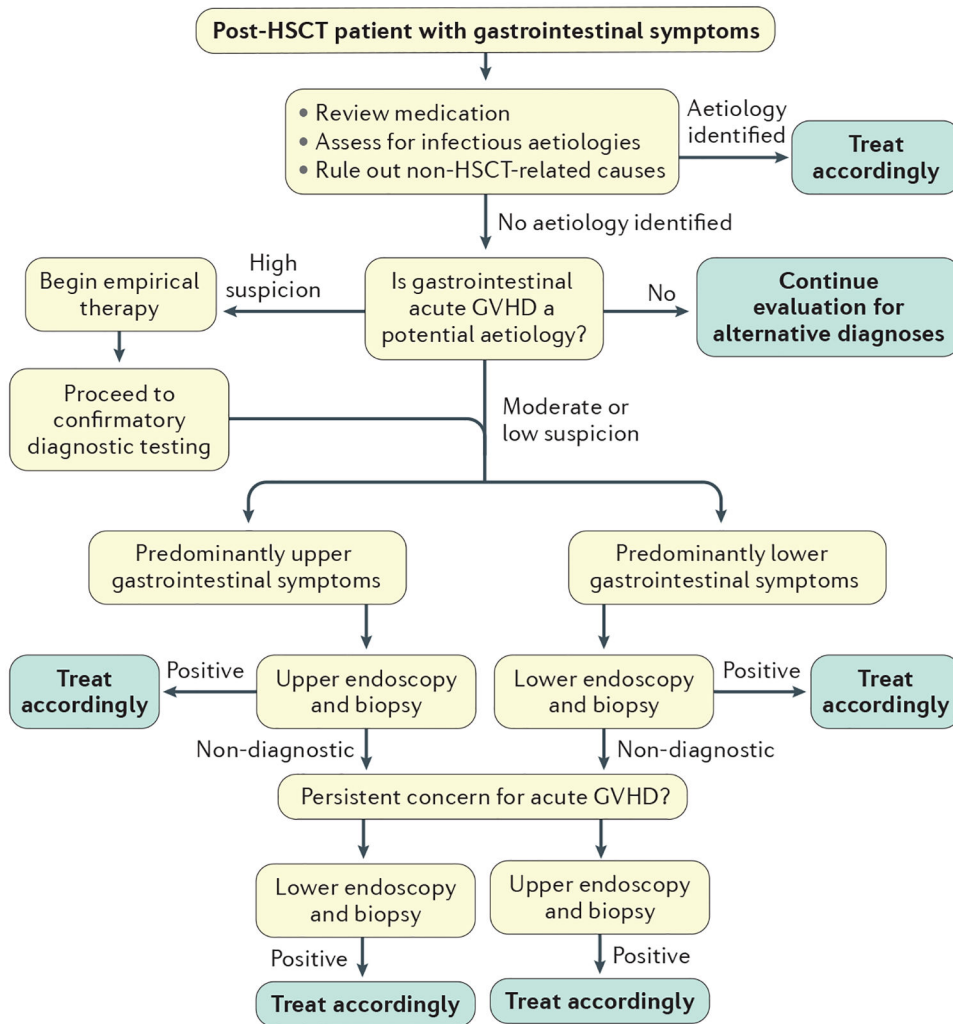 Post-HSCT patient with gastrointestinal symptoms
• Review medication
• Assess for infectious aetiologies
• Rule out non-HSCT-related causes
Aetiology
identified
Treat
accordingly
No aetiology identified
Begin empirical
therapy
High
suspicion
Is gastrointestinal
acute GVHD a
potential aetiology?
No
Continue
evaluation for
alternative diagnoses
Proceed to
confirmatory
diagnostic testing
Moderate or
low suspicion
Predominantly upper
gastrointestinal symptoms
Predominantly lower
gastrointestinal symptoms
Treat
accordingly
Positive
Upper endoscopy
and biopsy
Lower endoscopy
and biopsy
Positive
Treat
accordingly
Non-diagnostic
Non-diagnostic
Persistent concern for acute GVHD?
Lower endoscopy
and biopsy
Upper endoscopy
and biopsy
Positive
Positive
Treat accordingly
Treat accordingly